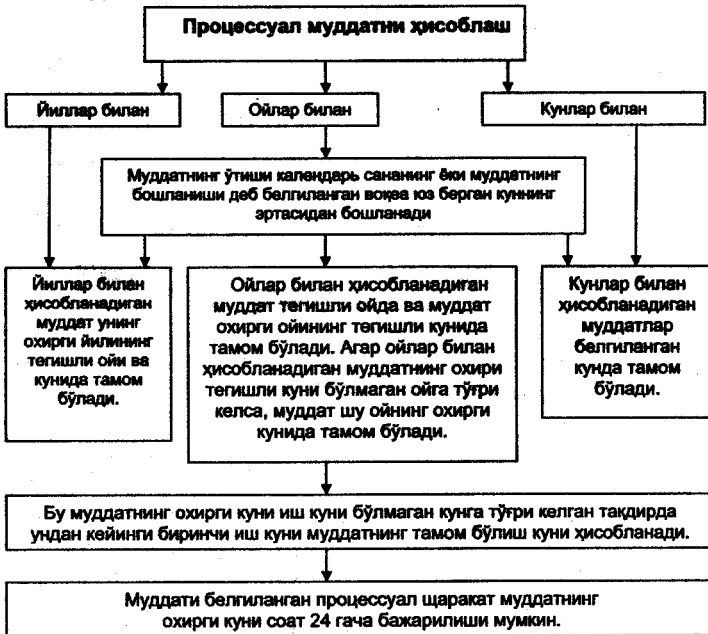 Процессуал муддатни ҳисоблаш
Йиллар билан
Ойлар билан
Кунлар билан
Муддатнинг ўтиши календарь сананинг ёки муддатнинг
бошланиши деб белгиланган воқеа юз берган куннинг
эртасидан бошланади
Йиллар билан
ҳисобланадиган
муддат унинг
охирги йилининг
тегишли ойи ва
кунида тамом
бўлади.
Ойлар билан ҳисобланадиган
муддат тегишли ойда ва муддат
охирги ойининг тегишли кунида
тамом бўлади. Агар ойлар билан
ҳисобланадиган муддатнинг охири
тегишли куни бўлмаган ойга тўғри
келса, муддат шу ойнинг охирги
кунида тамом бўлади.
Кунлар билан
ҳисобланадиган
муддатлар
белгиланган
кунда тамом
бўлади.
Бу муддатнинг охирги куни иш куни бўлмаган кунга тўғри келган тақдирда
ундан кейинги биринчи иш куни муддатнинг тамом бўлиш куни ҳисобланади.
Муддати белгиланган процессуал щаракат муддатнинг
охирги куни соат 24 гача бажарилиши мумкин.